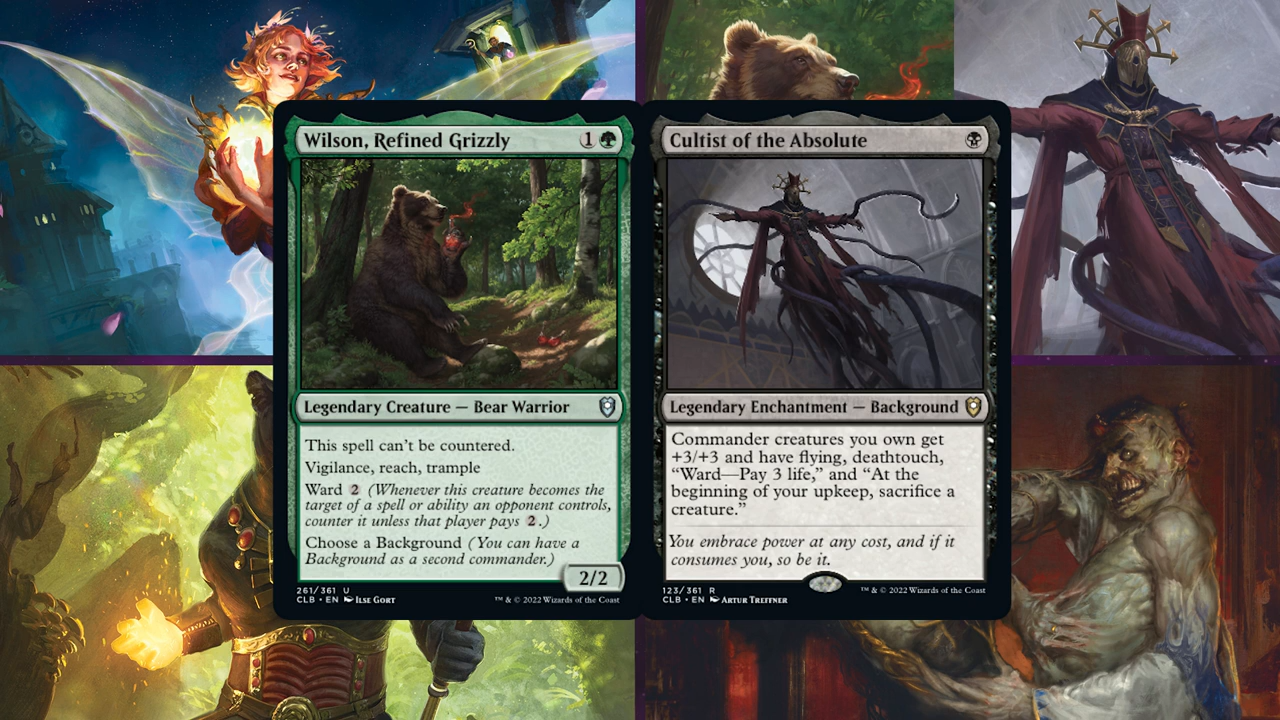 Wilson, Refined Grizzly 1
Legendary Creature — Bear Warrior
This spell can't be countered.
Vigilance, reach, trample
Ward 2 (Whenever this creature becomes the
target of a spell or ability an opponent controls,
counter it unless that player pays 2.)
Choose a Background (You can have a
Background as a second commander.)
2/2
261/361 U
CLB • EN Ilse Gort
™ & © 2022 Wizards of the Coast
Cultist of the Absolute
Legendary Enchantment — Background
Commander creatures you own get
+3/+3 and have flying, deathtouch,
“Ward—Pay 3 life,” and “At the
beginning of your upkeep, sacrifice a
creature.”
You embrace power at any cost, and if it
consumes you, so be it.
123/361 R
CLB • EN Artur Treffner
™ & © 2022 Wizards of the Coast